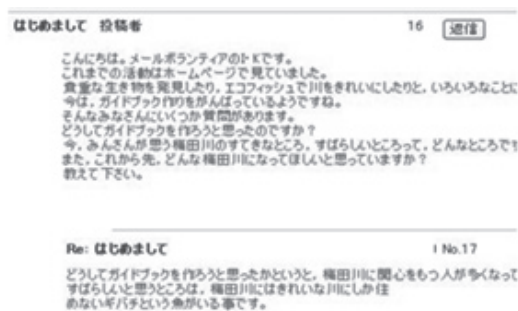 はじめまして 投稿者 16 返信
こんにちは。メールボランティアのI・Kです。
これまでの活動はホームページで見ていました。
貴重な生き物を発見したり，エコフィッシュで川をきれいにしたりと，いろいろなことに
今は，ガイドブック作りをがんばっているようですね。
そんなみなさんにいくつか質問があります。
どうしてガイドブックを作ろうと思ったのですか？
今，みんさんが思う梅田川のすてきなところ，すばらしいところって，どんなところで
また，これから先，どんな梅田川になってほしいと思っていますか？
教えて下さい。
Re: はじめまして I No.17
どうしてガイドブックを作ろうと思ったかというと，梅田川に関心をもつ人が多くなって
すばらしいと思うところは，梅田川にはきれいな川にしか住
めないギバチという魚がいる事です。